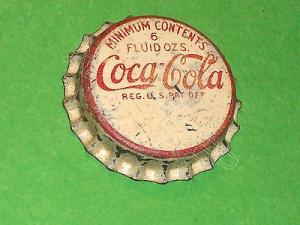 MINIMUM CONTENTS
6
FLUID OZS.
Coca-Cola
REG. U.S. PAT. OFF.